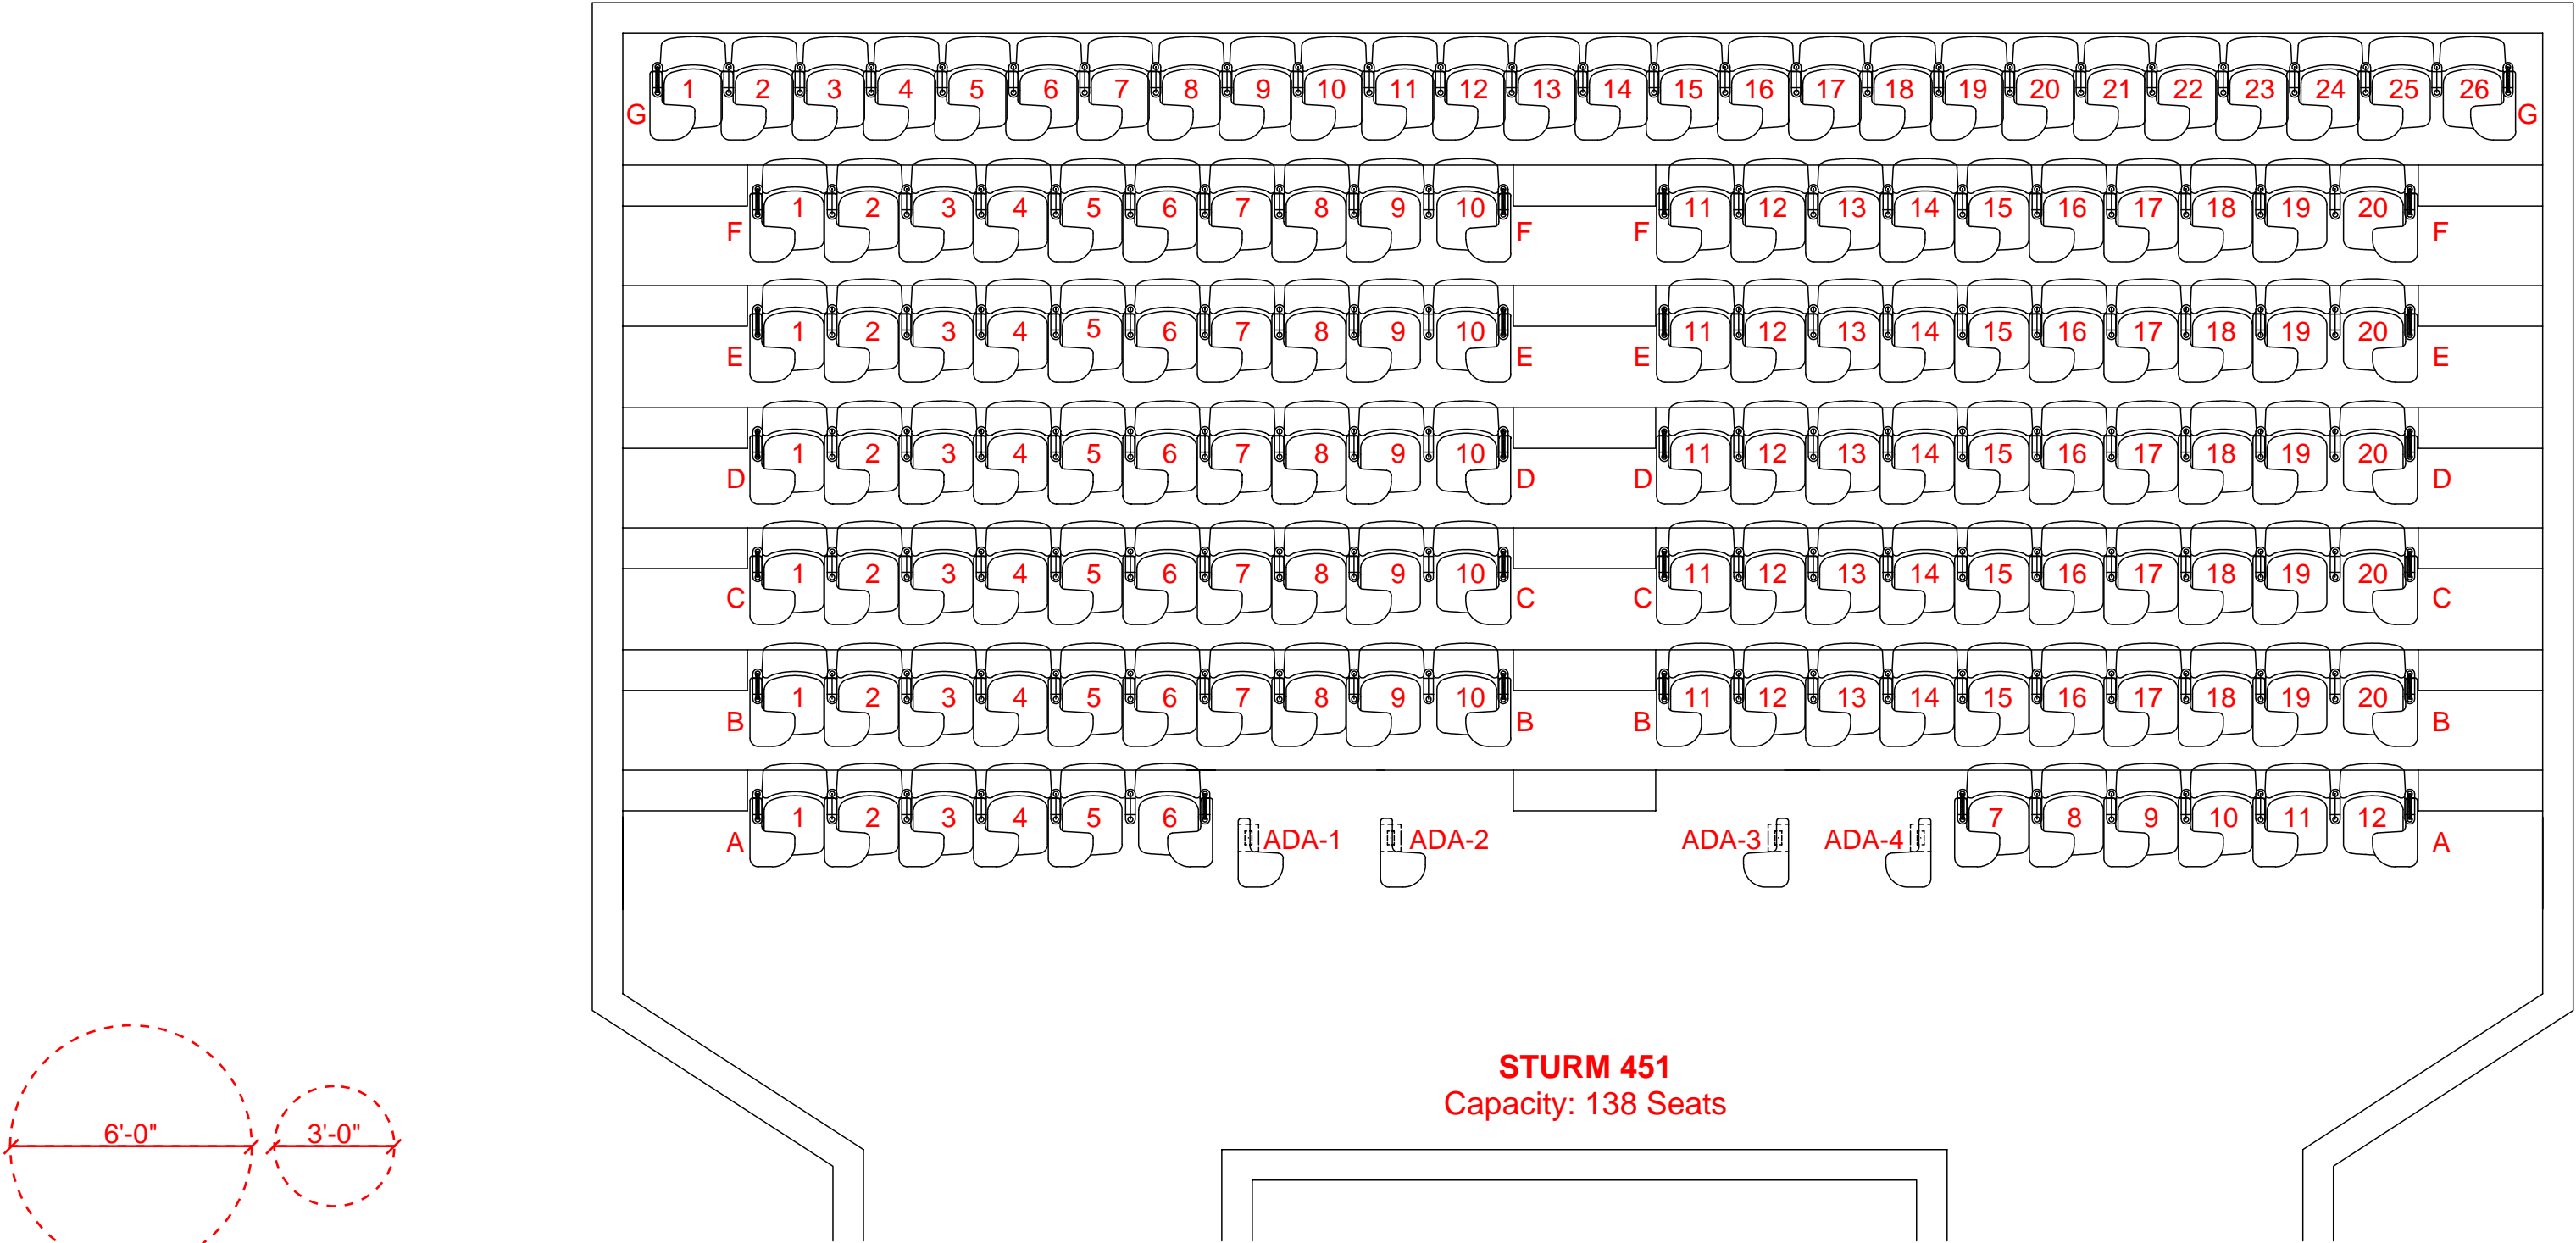 1 2 3 4 5 6 7 8 9 10 11 12 13 14 15 16 17 18 19 20 21 22 23 24 25 26
G G
1 2 3 4 5 6 7 8 9 10 11 12 13 14 15 16 17 18 19 20
F F F F
1 2 3 4 5 6 7 8 9 10 11 12 13 14 15 16 17 18 19 20
E E E E
1 2 3 4 5 6 7 8 9 10 11 12 13 14 15 16 17 18 19 20
D D D D
1 2 3 4 5 6 7 8 9 10 11 12 13 14 15 16 17 18 19 20
C C C C
1 2 3 4 5 6 7 8 9 10 11 12 13 14 15 16 17 18 19 20
B B B B
1 2 3 4 5 6 7 8 9 10 11 12
A ADA-1 ADA-2 ADA-3 ADA-4 A
STURM 451
Capacity: 138 Seats
6'-0" 3'-0"